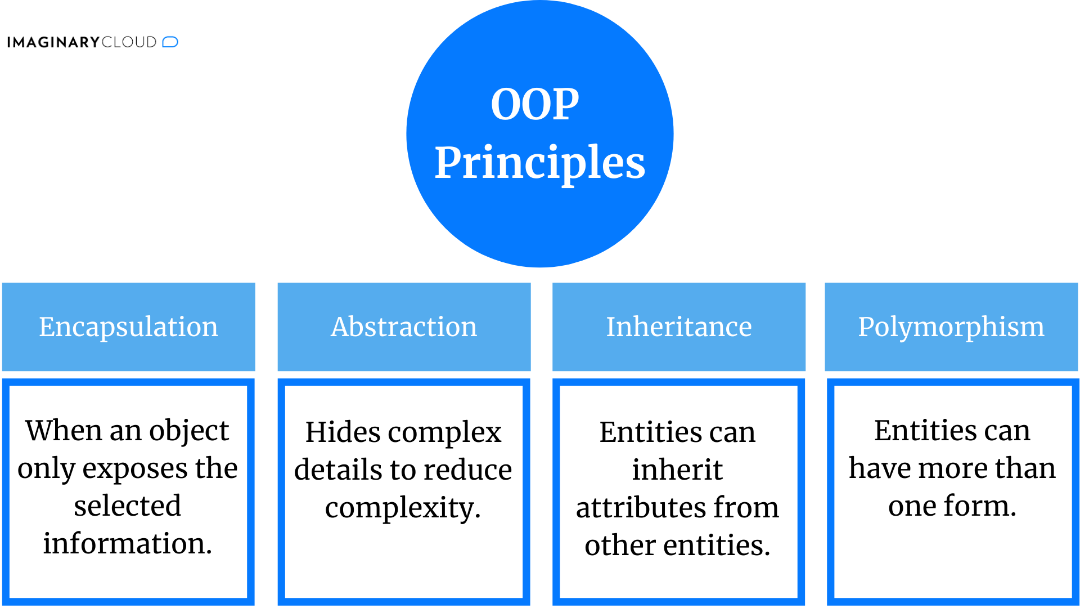 IMAGINARYCLOUD
OOP
Principles
Encapsulation
When an object
only exposes the
selected
information.
Abstraction
Hides complex
details to reduce
complexity.
Inheritance
Entities can
inherit
attributes from
other entities.
Polymorphism
Entities can
have more than
one form.